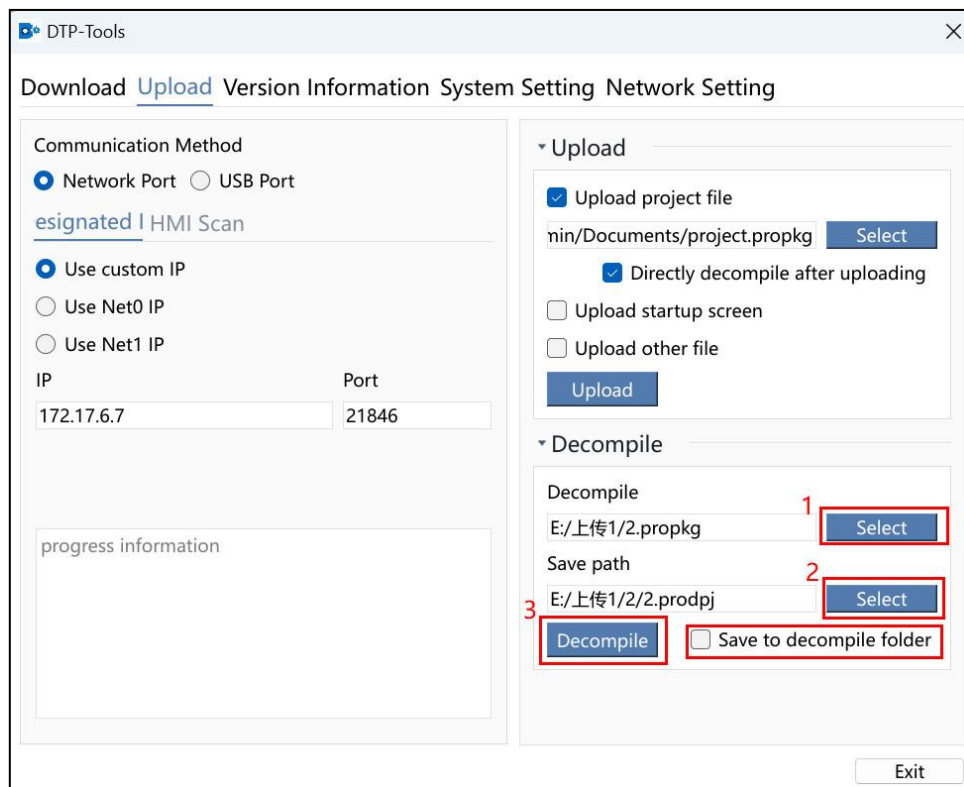 DTP-Tools
Download Upload Version Information System Setting Network Setting
Communication Method
Network Port USB Port
esignated I HMI Scan
Use custom IP
Use Net0 IP
Use Net1 IP
IP Port
172.17.6.7 21846
progress information
Upload
Upload project file
min/Documents/project.propkg Select
Directly decompile after uploading
Upload startup screen
Upload other file
Upload
Decompile
Decompile
1
E:/上传1/2.propkg Select
Save path
2
E:/上传1/2/2.prodpj Select
3
Decompile Save to decompile folder
Exit